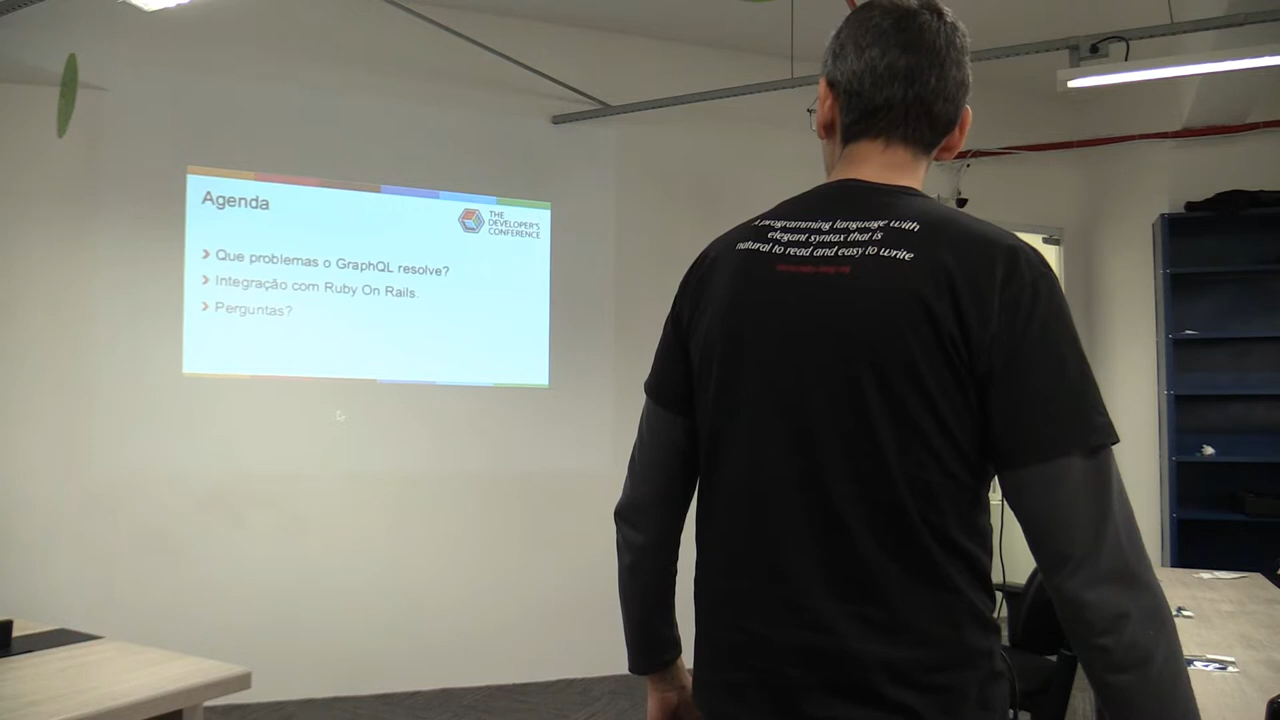 Agenda
THE
DEVELOPER'S
CONFERENCE
Que problemas o GraphQL resolve?
Integração com Ruby On Rails.
Perguntas?
A programming language with
elegant syntax that is
natural to read and easy to write